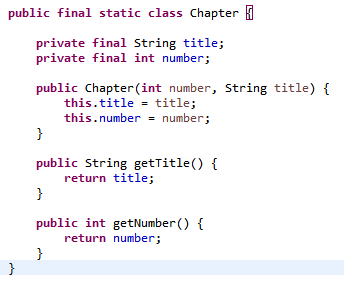 public final static class Chapter {
private final String title;
private final int number;
public Chapter(int number, String title) {
this.title = title;
this.number = number;
}
public String getTitle() {
return title;
}
public int getNumber() {
return number;
}
}